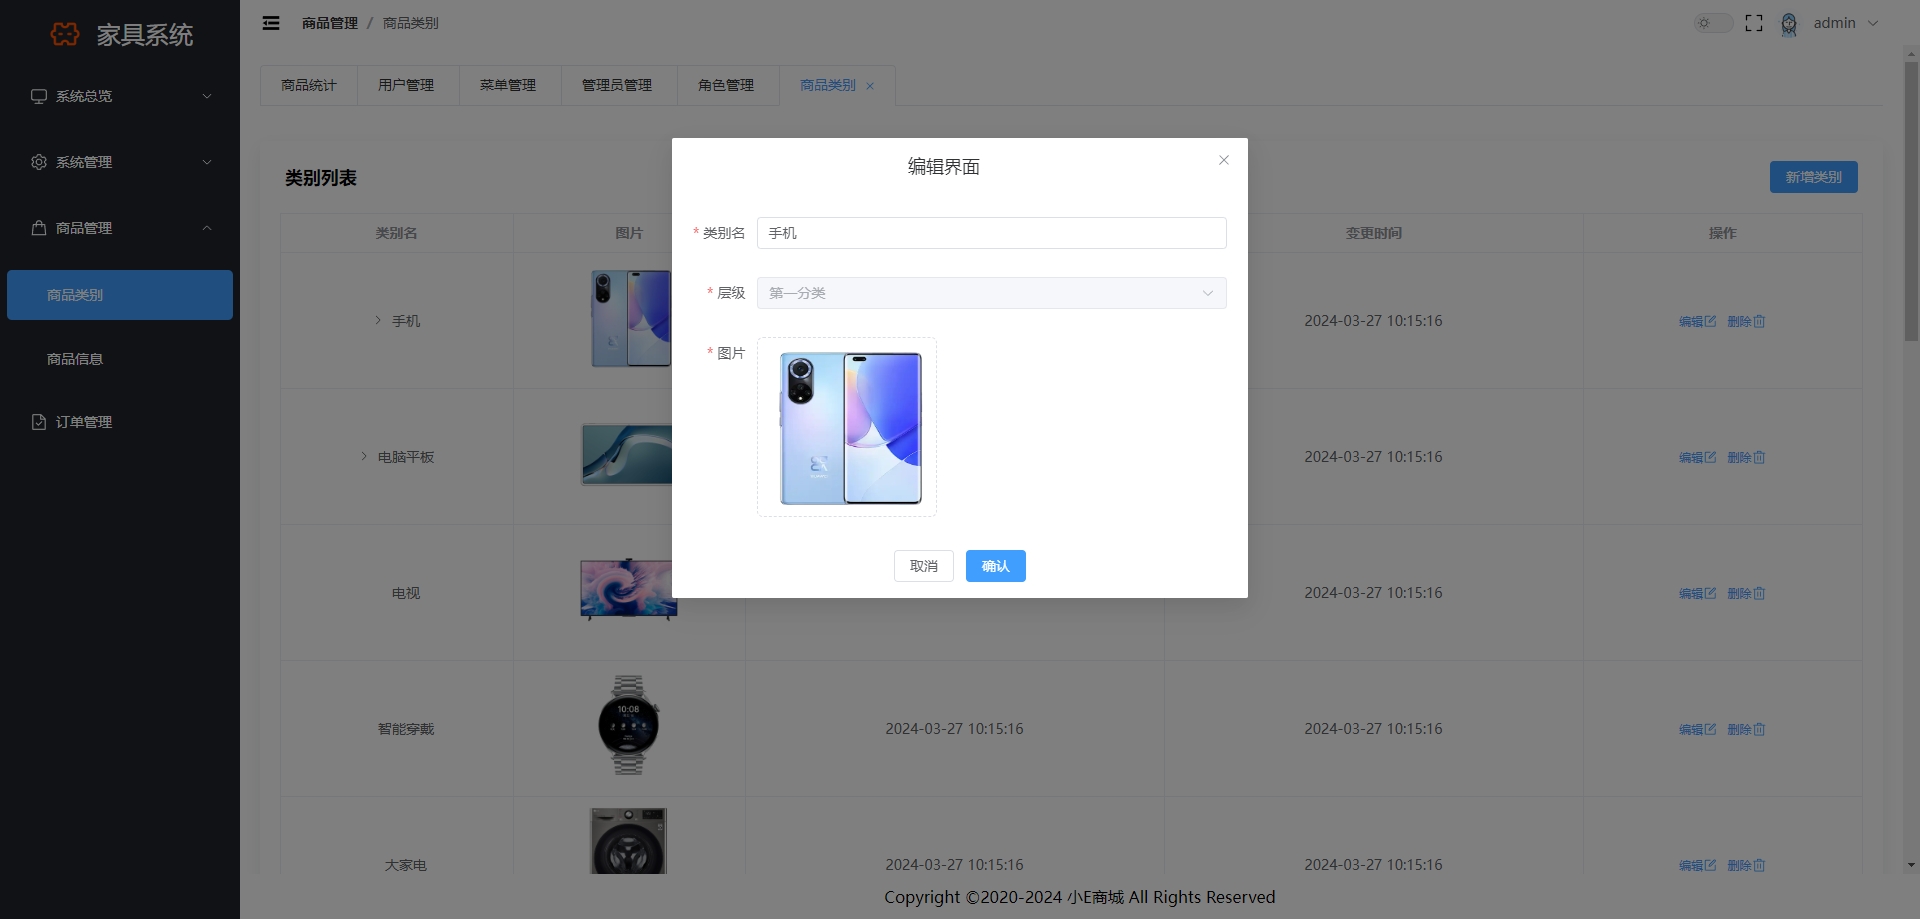 家具系统
商品管理 / 商品类别
admin
系统总览
系统管理
商品管理
商品类别
商品信息
订单管理
商品统计 用户管理 菜单管理 管理员管理 角色管理 商品类别
类别列表
新增类别
类别名 图片 变更时间 操作
手机 2024-03-27 10:15:16 编辑 删除
电脑平板 2024-03-27 10:15:16 编辑 删除
电视 2024-03-27 10:15:16 编辑 删除
10:08
智能穿戴 2024-03-27 10:15:16 2024-03-27 10:15:16 编辑 删除
大家电 2024-03-27 10:15:16 2024-03-27 10:15:16 编辑 删除
编辑界面
* 类别名 手机
* 层级 第一分类
* 图片
取消 确认
Copyright ©2020-2024 小E商城 All Rights Reserved